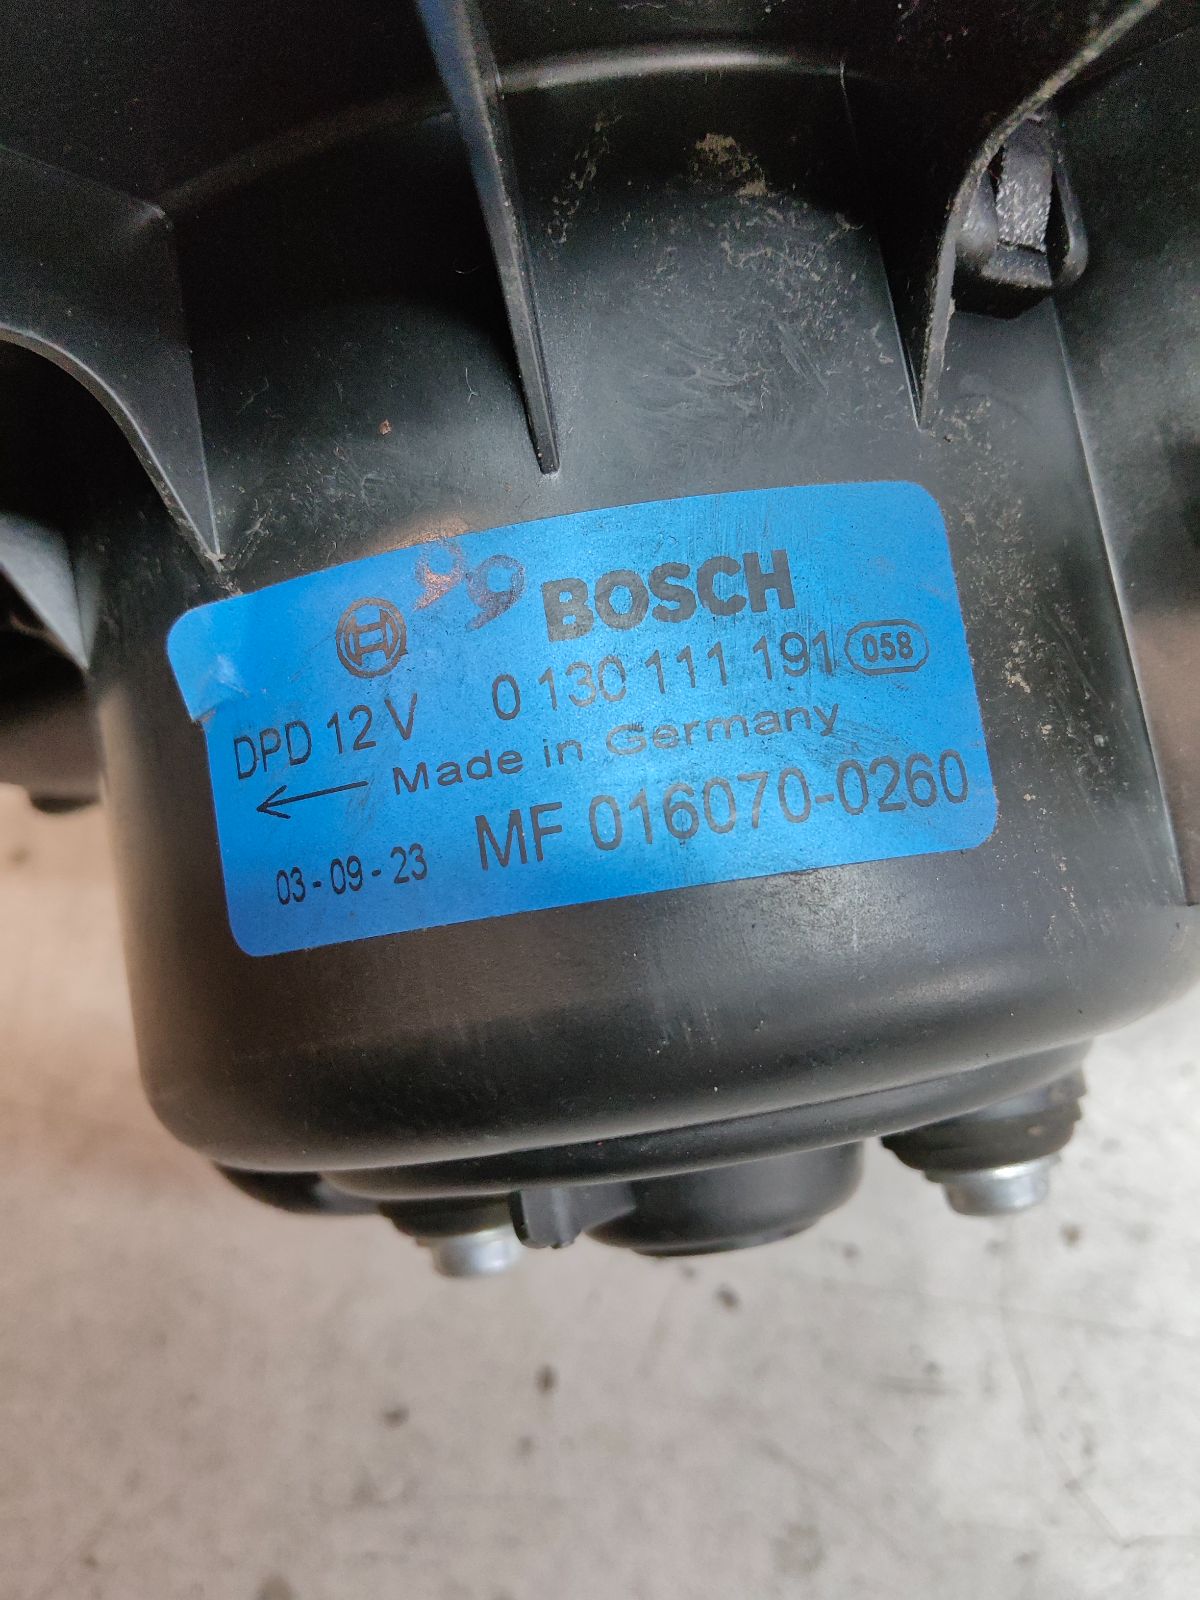 99 BOSCH
DPD 12 V 0 130 111 191 058
← Made in Germany
03-09-23 MF 016070-0260